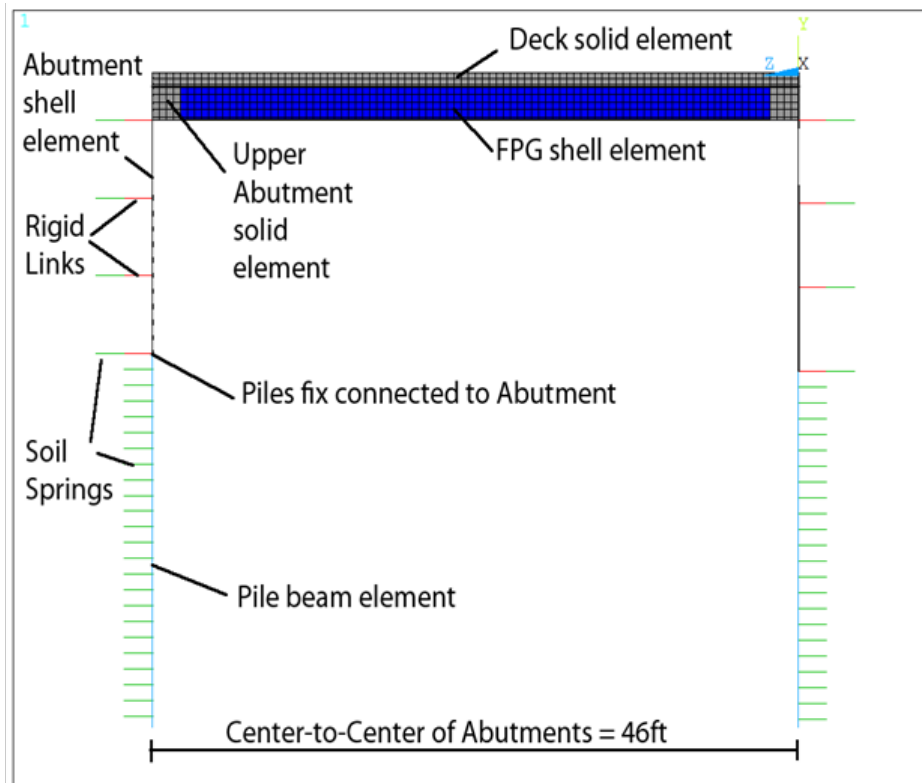 1
Deck solid element
Y
Z
X
Abutment
shell
element
Upper
Abutment
solid
element
FPG shell element
Rigid
Links
Piles fix connected to Abutment
Soil
Springs
Pile beam element
Center-to-Center of Abutments = 46ft